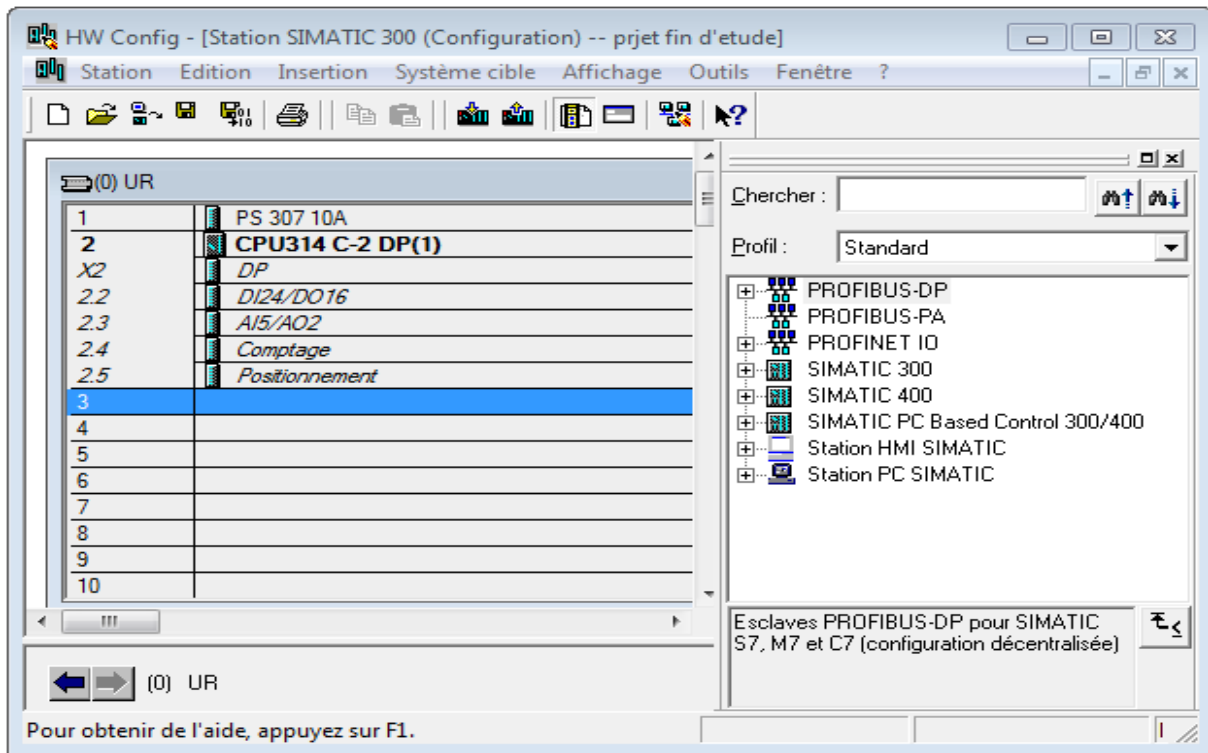 HW Config - [Station SIMATIC 300 (Configuration) -- prjet fin d'etude]
Station Edition Insertion Système cible Affichage Outils Fenêtre ?
(0) UR
1 PS 307 10A
2 CPU314 C-2 DP(1)
X2 DP
2.2 DI24/DO16
2.3 AI5/AO2
2.4 Comptage
2.5 Positionnement
3
4
5
6
7
8
9
10
(0) UR
Chercher :
Profil : Standard
PROFIBUS-DP
PROFIBUS-PA
PROFINET IO
SIMATIC 300
SIMATIC 400
SIMATIC PC Based Control 300/400
Station HMI SIMATIC
Station PC SIMATIC
Esclaves PROFIBUS-DP pour SIMATIC
S7, M7 et C7 (configuration décentralisée)
Pour obtenir de l'aide, appuyez sur F1.